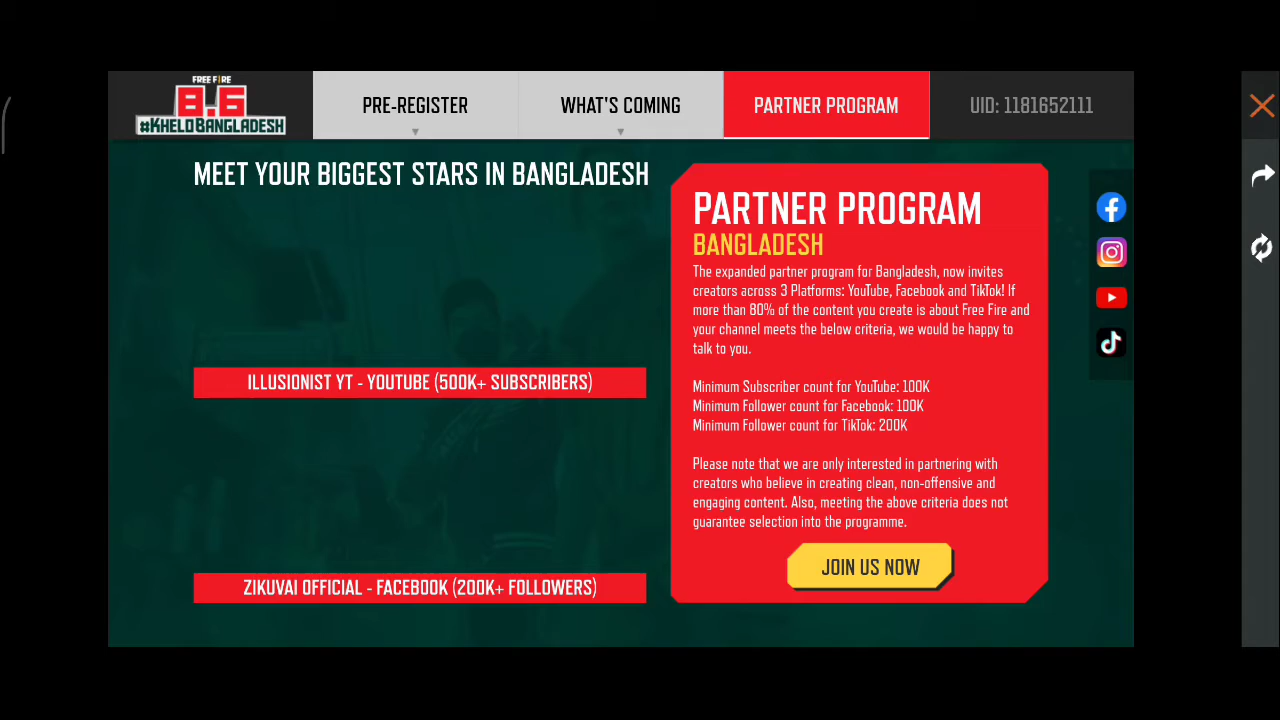 FREE FIRE
8.6
#KHELOBANGLADESH
PRE-REGISTER
WHAT'S COMING
PARTNER PROGRAM
UID: 1181652111
MEET YOUR BIGGEST STARS IN BANGLADESH
ILLUSIONIST YT - YOUTUBE (500K+ SUBSCRIBERS)
ZIKUVAI OFFICIAL - FACEBOOK (200K+ FOLLOWERS)
PARTNER PROGRAM
BANGLADESH
The expanded partner program for Bangladesh, now invites
creators across 3 Platforms: YouTube, Facebook and TikTok! If
more than 80% of the content you create is about Free Fire and
your channel meets the below criteria, we would be happy to
talk to you.
Minimum Subscriber count for YouTube: 100K
Minimum Follower count for Facebook: 100K
Minimum Follower count for TikTok: 200K
Please note that we are only interested in partnering with
creators who believe in creating clean, non-offensive and
engaging content. Also, meeting the above criteria does not
guarantee selection into the programme.
JOIN US NOW